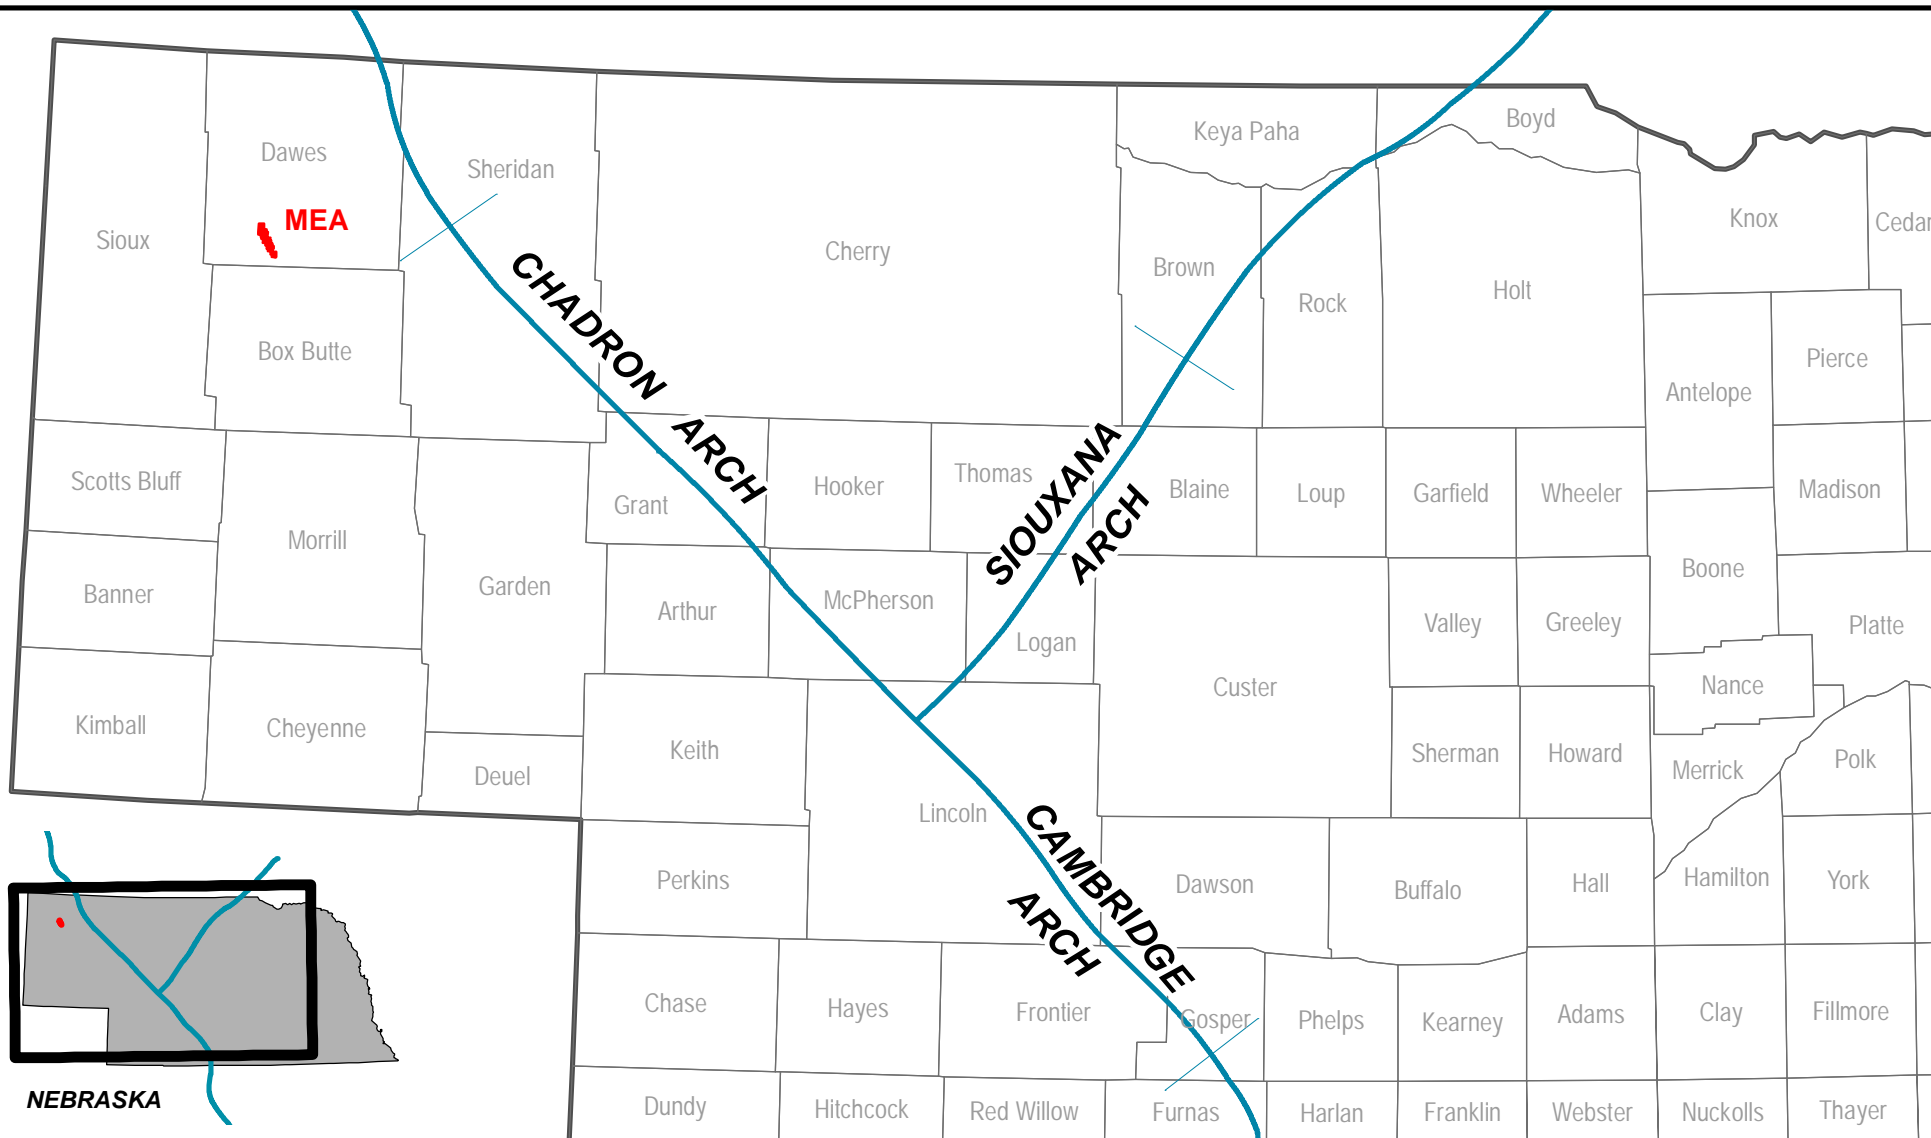 Keya Paha
Boyd
Dawes
Sheridan
MEA
Sioux
Cherry
Knox
Cedar
Brown
Rock
Holt
CHADRON ARCH
Box Butte
Pierce
Antelope
Scotts Bluff
Grant
Hooker
Thomas
SIOUXANA
ARCH
Blaine
Loup
Garfield
Wheeler
Madison
Morrill
Garden
Banner
Arthur
McPherson
Logan
Valley
Greeley
Boone
Platte
Custer
Nance
Kimball
Cheyenne
Deuel
Keith
Lincoln
Sherman
Howard
Merrick
Polk
CAMBRIDGE
ARCH
Perkins
Dawson
Buffalo
Hall
Hamilton
York
Chase
Hayes
Frontier
Gosper
Phelps
Kearney
Adams
Clay
Fillmore
NEBRASKA
Dundy
Hitchcock
Red Willow
Furnas
Harlan
Franklin
Webster
Nuckolls
Thayer